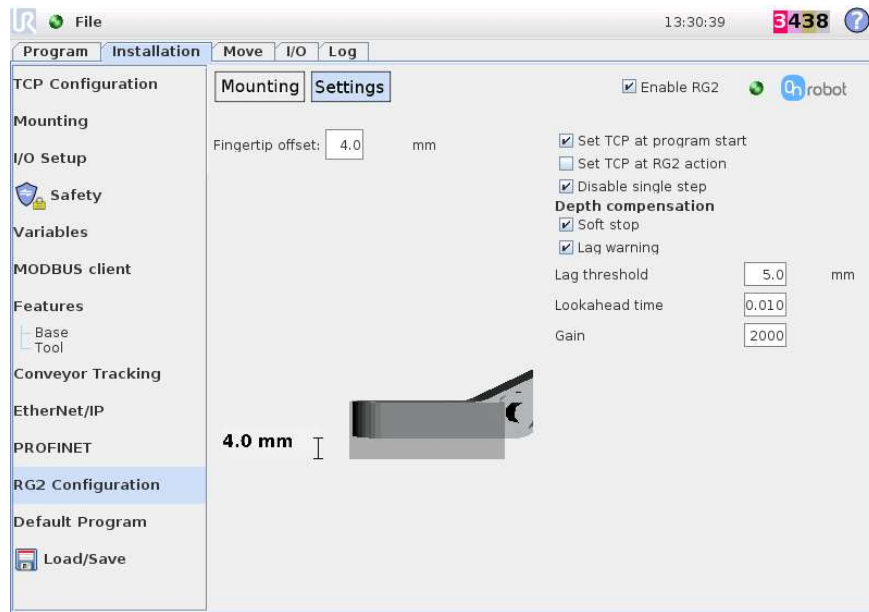 UR File 13:30:39 3438 ?
Program Installation Move I/O Log
TCP Configuration
Mounting
I/O Setup
Safety
Variables
MODBUS client
Features
Base
Tool
Conveyor Tracking
EtherNet/IP
PROFINET
RG2 Configuration
Default Program
Load/Save
Mounting Settings
Enable RG2 On robot
Fingertip offset: 4.0 mm
4.0 mm
Set TCP at program start
Set TCP at RG2 action
Disable single step
Depth compensation
Soft stop
Lag warning
Lag threshold 5.0 mm
Lookahead time 0.010
Gain 2000